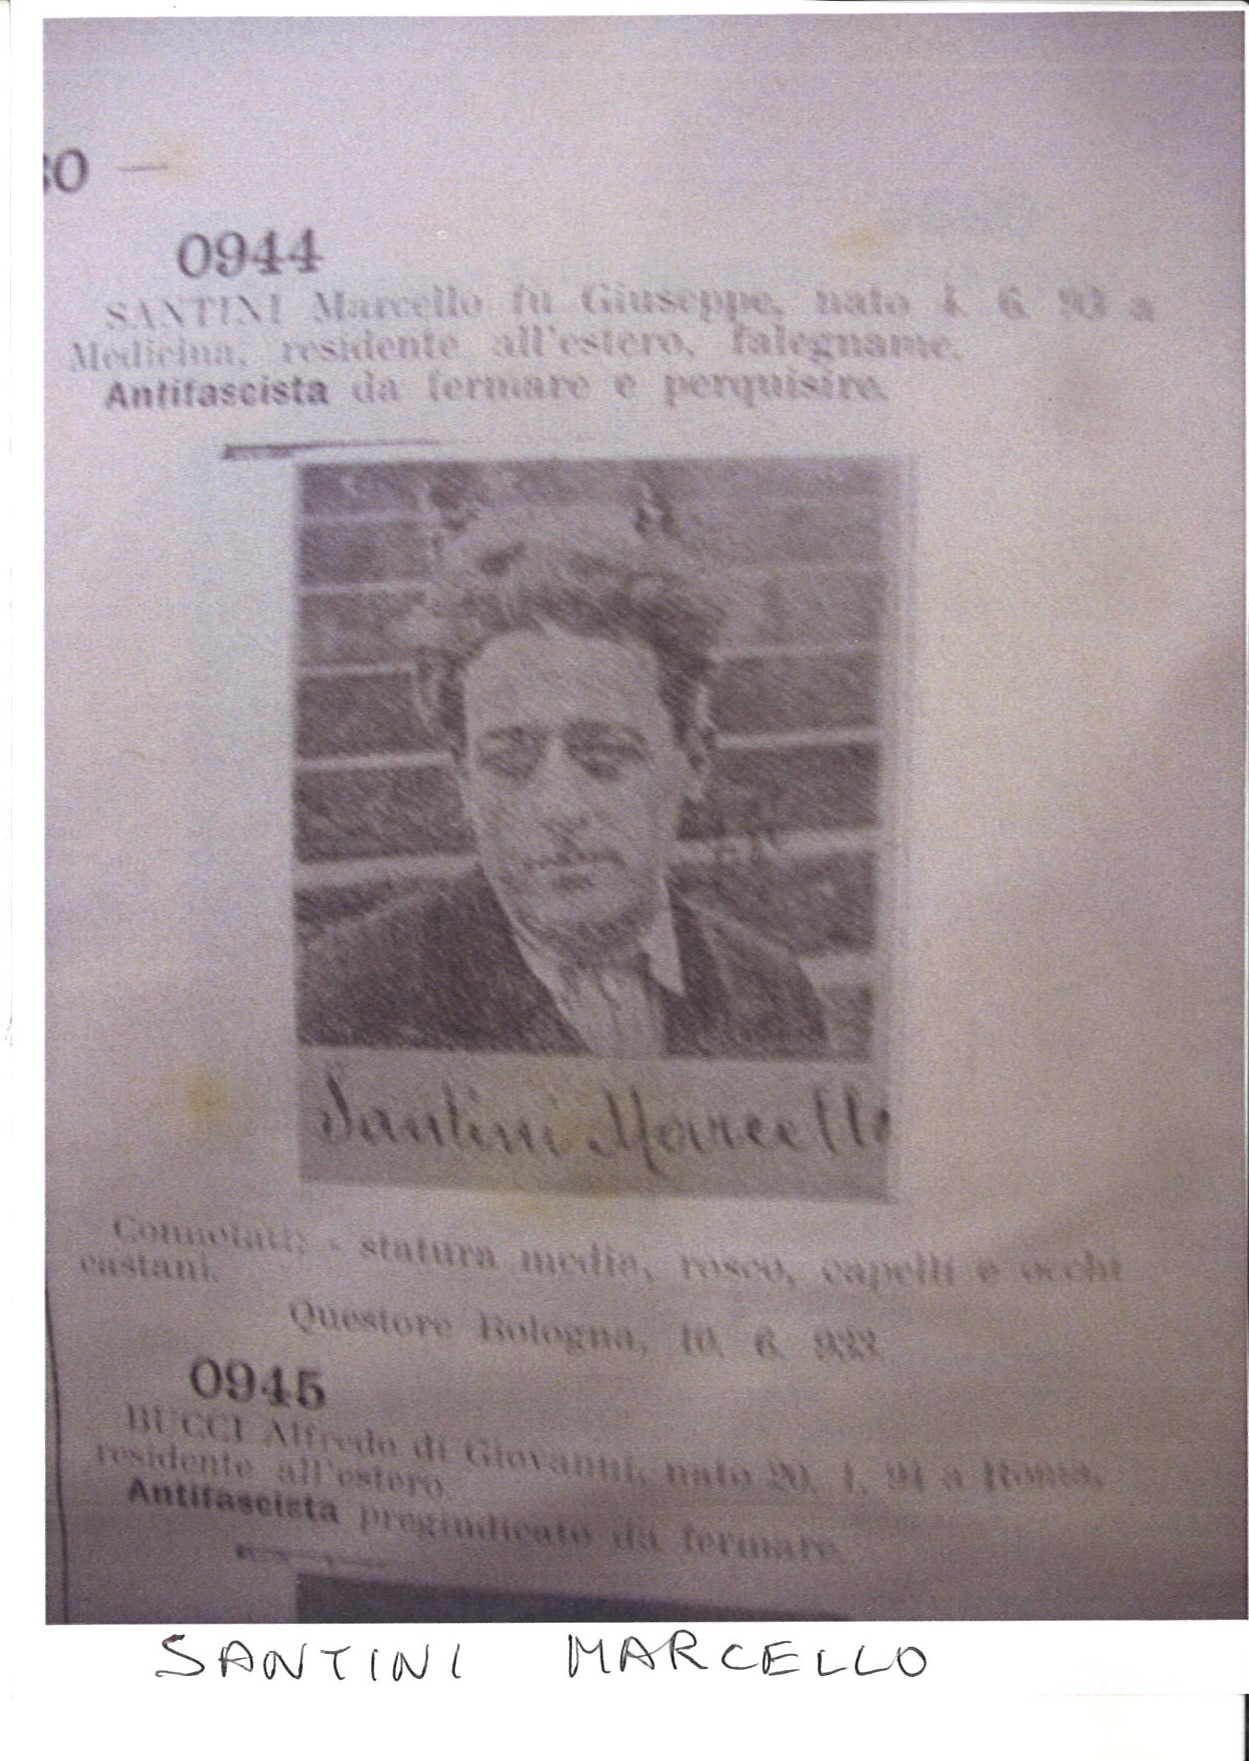 0 —
0944
SANTINI Marcello fu Giuseppe, nato 4. 6. 93 a
Medicina, residente all'estero, falegname.
Antifascista da fermare e perquisire.
Santini Marcello
Connotati: - statura media, roseo, capelli e occhi
castani.
Questore Bologna, 10. 6. 933.
0945
BUCCI Alfredo di Giovanni, nato 20. 1. 91 a Roma,
residente all'estero.
Antifascista pregiudicato da fermare.
SANTINI MARCELLO